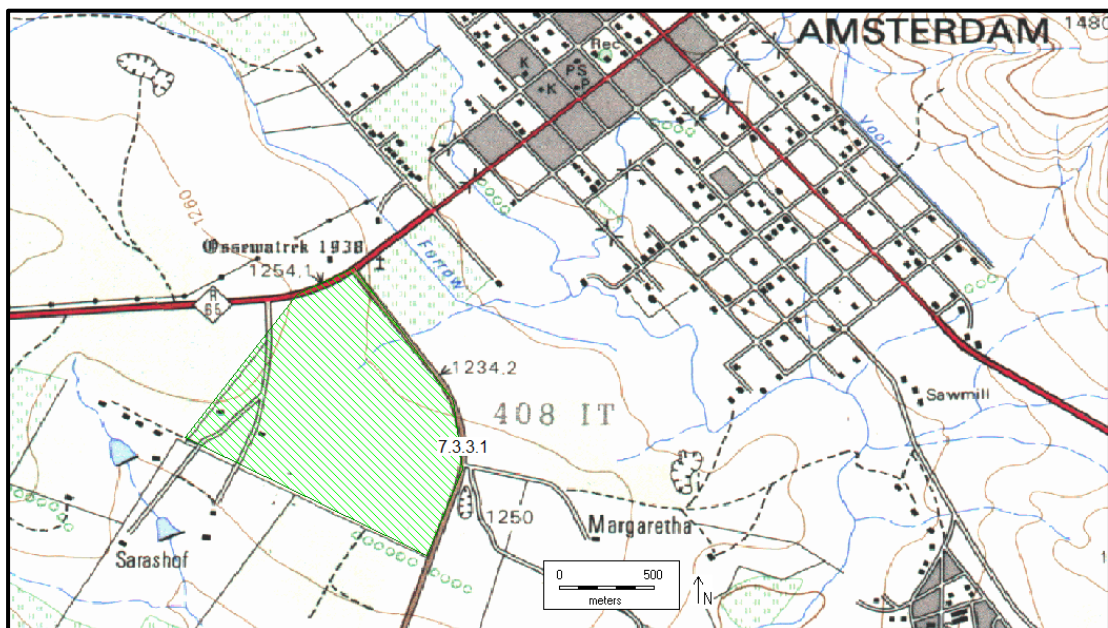 AMSTERDAM
1480
Rec
K
PS
K
P
Voor
1260
Ossewatrek 1938
1254.1
Furrow
R
65
1234.2
408 IT
Sawmill
7.3.3.1
1250
Margaretha
Sarashof
0 500
meters
N